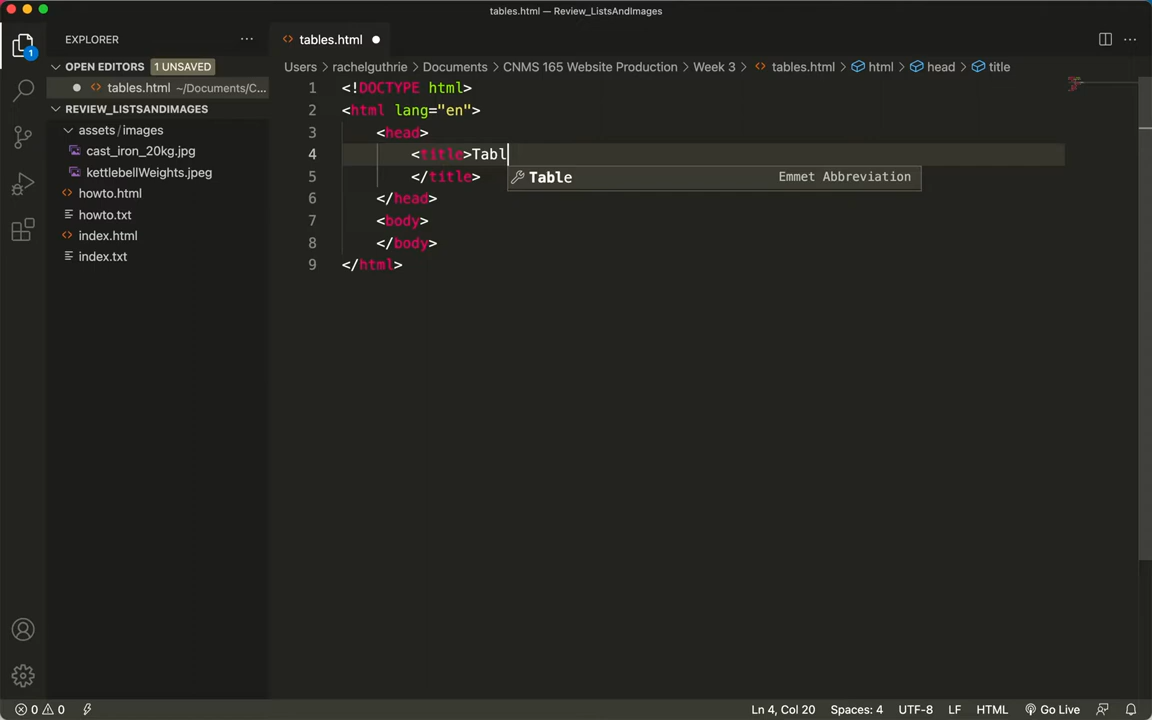 tables.html — Review_ListsAndImages
EXPLORER
tables.html
OPEN EDITORS 1 UNSAVED
tables.html ~/Documents/C...
REVIEW_LISTSANDIMAGES
assets/images
cast_iron_20kg.jpg
kettlebellWeights.jpeg
howto.html
howto.txt
index.html
index.txt
1
Users > rachelguthrie > Documents > CNMS 165 Website Production > Week 3 > tables.html > html > head > title
1 <!DOCTYPE html>
2 <html lang="en">
3 <head>
4 <title>Tabl
5 </title>
Table Emmet Abbreviation
6 </head>
7 <body>
8 </body>
9 </html>
0 0 Ln 4, Col 20 Spaces: 4 UTF-8 LF HTML Go Live